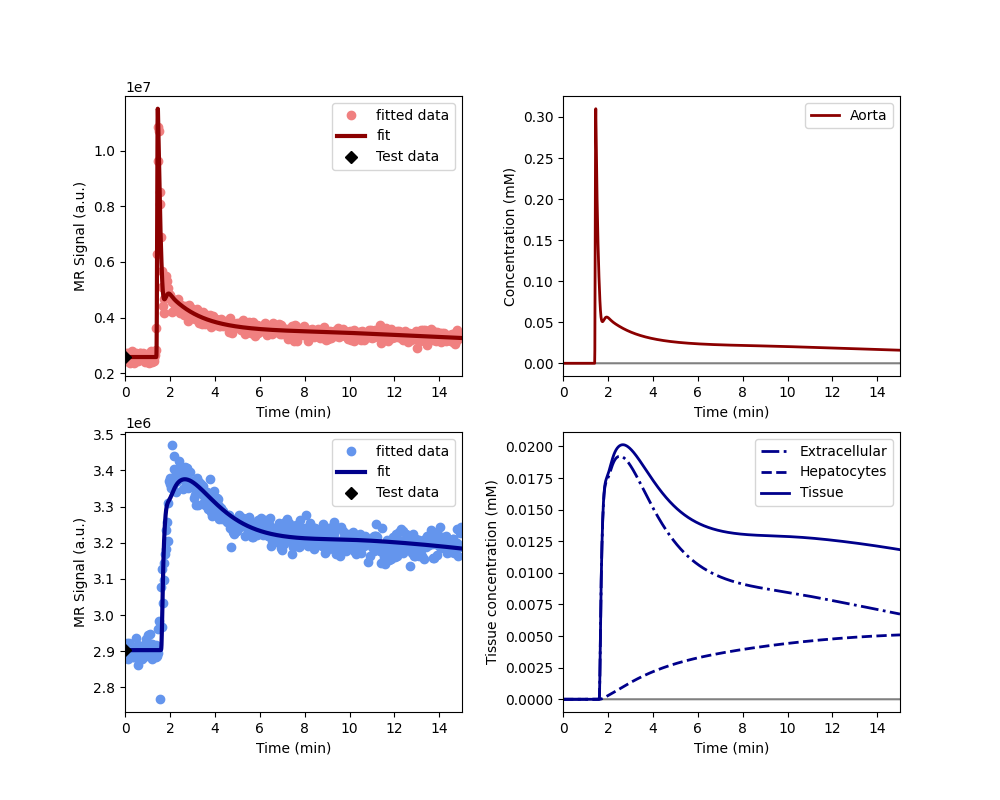 1e7
MR Signal (a.u.)
1.0
0.8
0.6
0.4
0.2
0 2 4 6 8 10 12 14
Time (min)
fitted data
fit
Test data
Concentration (mM)
0.30
0.25
0.20
0.15
0.10
0.05
0.00
0 2 4 6 8 10 12 14
Time (min)
Aorta
1e6
MR Signal (a.u.)
3.5
3.4
3.3
3.2
3.1
3.0
2.9
2.8
0 2 4 6 8 10 12 14
Time (min)
fitted data
fit
Test data
Tissue concentration (mM)
0.0200
0.0175
0.0150
0.0125
0.0100
0.0075
0.0050
0.0025
0.0000
0 2 4 6 8 10 12 14
Time (min)
Extracellular
Hepatocytes
Tissue